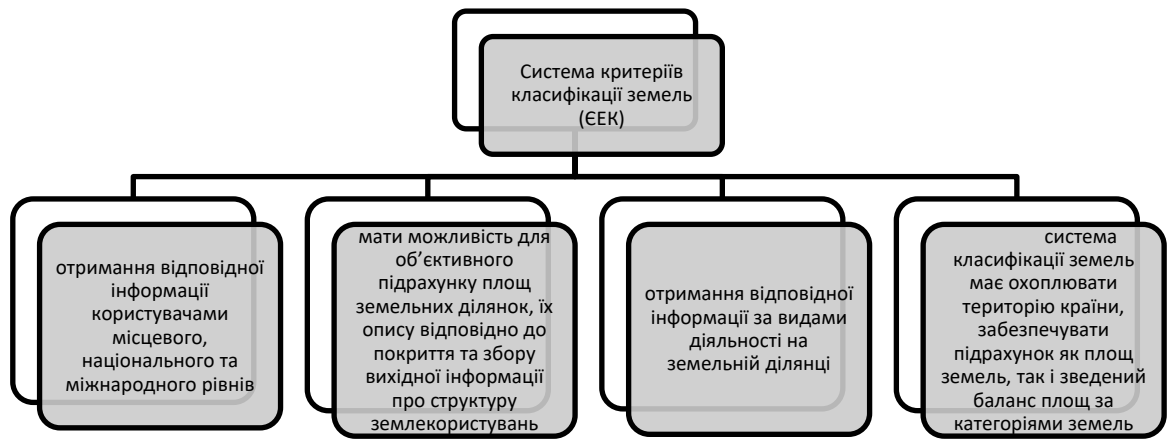 Система критеріїв
класифікації земель
(ЄЕК)
отримання відповідної
інформації
користувачами
місцевого,
національного та
міжнародного рівнів
мати можливість для
об’єктивного
підрахунку площ
земельних ділянок, їх
опису відповідно до
покриття та збору
вихідної інформації
про структуру
землекористувань
отримання відповідної
інформації за видами
діяльності на
земельній ділянці
система
класифікації земель
має охоплювати
територію країни,
забезпечувати
підрахунок як площ
земель, так і зведений
баланс площ за
категоріями земель